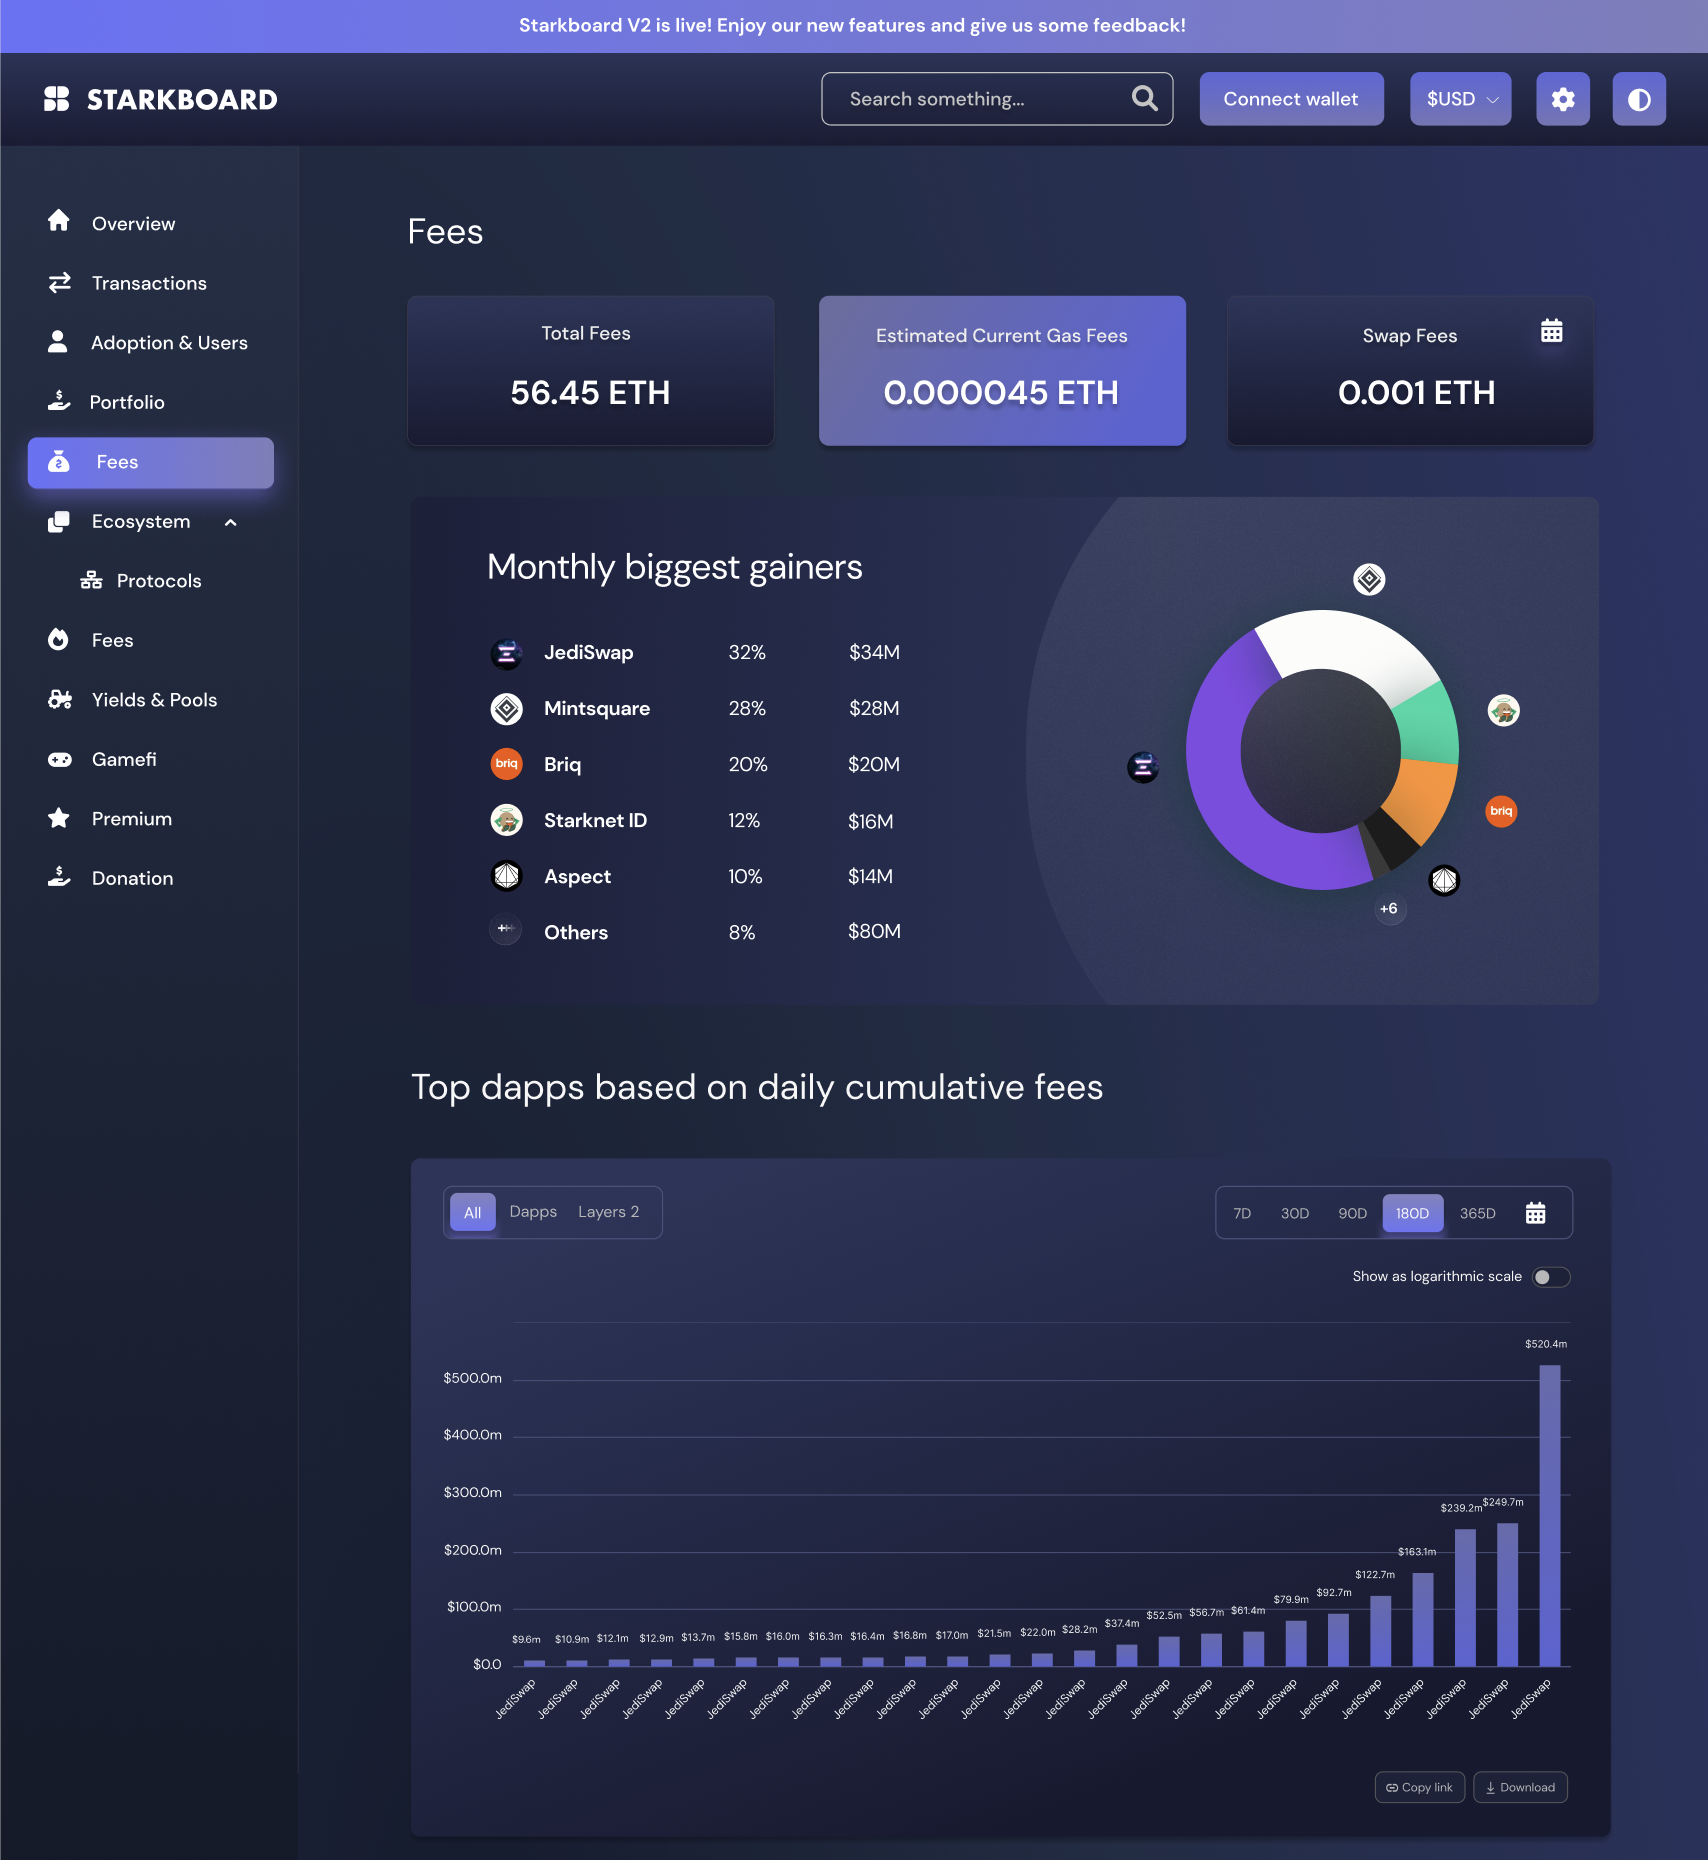 Starkboard V2 is live! Enjoy our new features and give us some feedback!
STARKBOARD
Search something...
Connect wallet
$USD
Overview
Transactions
Adoption & Users
Portfolio
Fees
Ecosystem
Protocols
Fees
Yields & Pools
Gamefi
Premium
Donation
Fees
Total Fees
56.45 ETH
Estimated Current Gas Fees
0.000045 ETH
Swap Fees
0.001 ETH
Monthly biggest gainers
JediSwap 32% $34M
Mintsquare 28% $28M
briq Briq 20% $20M
Starknet ID 12% $16M
Aspect 10% $14M
Others 8% $80M
briq
+6
Top dapps based on daily cumulative fees
All Dapps Layers 2
7D 30D 90D 180D 365D
Show as logarithmic scale
$500.0m
$400.0m
$300.0m
$200.0m
$100.0m
$0.0
$9.6m $10.9m $12.1m $12.9m $13.7m $15.8m $16.0m $16.3m $16.4m $16.8m $17.0m $21.5m $22.0m $28.2m $37.4m $52.5m $56.7m $61.4m $79.9m $92.7m $122.7m $163.1m $239.2m $249.7m $520.4m
JediSwap JediSwap JediSwap JediSwap JediSwap JediSwap JediSwap JediSwap JediSwap JediSwap JediSwap JediSwap JediSwap JediSwap JediSwap JediSwap JediSwap JediSwap JediSwap JediSwap JediSwap JediSwap JediSwap JediSwap JediSwap
Copy link
Download